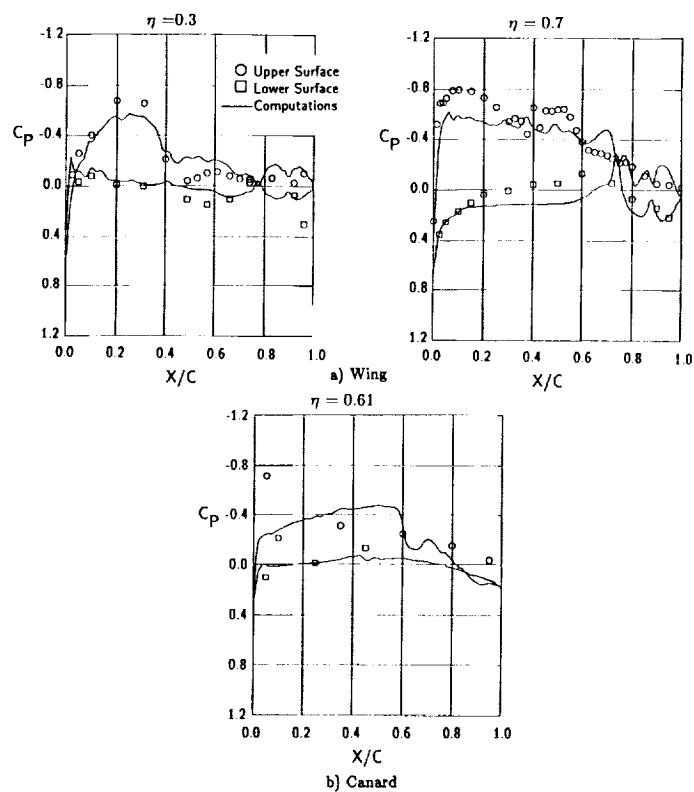 η =0.3
-1.2
-0.8
-0.4
0.0
0.4
0.8
1.2
C_P
0.0 0.2 0.4 0.6 0.8 1.0
X/C
○ Upper Surface
□ Lower Surface
— Computations
η = 0.7
-1.2
-0.8
-0.4
0.0
0.4
0.8
1.2
C_P
0.0 0.2 0.4 0.6 0.8 1.0
X/C
a) Wing
η = 0.61
-1.2
-0.8
-0.4
0.0
0.4
0.8
1.2
C_P
0.0 0.2 0.4 0.6 0.8 1.0
X/C
b) Canard